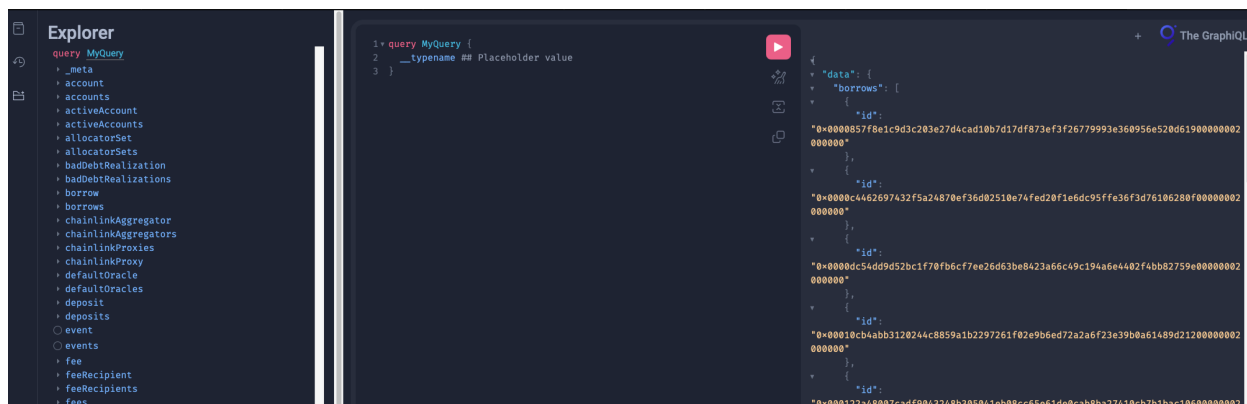 Explorer
query MyQuery
_meta
account
accounts
activeAccount
activeAccounts
allocatorSet
allocatorSets
badDebtRealization
badDebtRealizations
borrow
borrows
chainlinkAggregator
chainlinkAggregators
chainlinkProxies
chainlinkProxy
defaultOracle
defaultOracles
deposit
deposits
event
events
fee
feeRecipient
feeRecipients
fees
1 query MyQuery {
2 __typename ## Placeholder value
3 }
+ The GraphiQL
{
"data": {
"borrows": [
{
"id":
"0x0000857f8e1c9d3c203e27d4cad10b7d17df873ef3f26779993e360956e520d61900000002
000000"
},
{
"id":
"0x0000c4462697432f5a24870ef36d02510e74fed20f1e6dc95ffe36f3d76106280f00000002
000000"
},
{
"id":
"0x0000dc54dd9d52bc1f70fb6cf7ee26d63be8423a66c49c194a6e4402f4bb82759e00000002
000000"
},
{
"id":
"0x00010cb4abb3120244c8859a1b2297261f02e9b6ed72a2a6f23e39b0a61489d21200000002
000000"
},
{
"id":